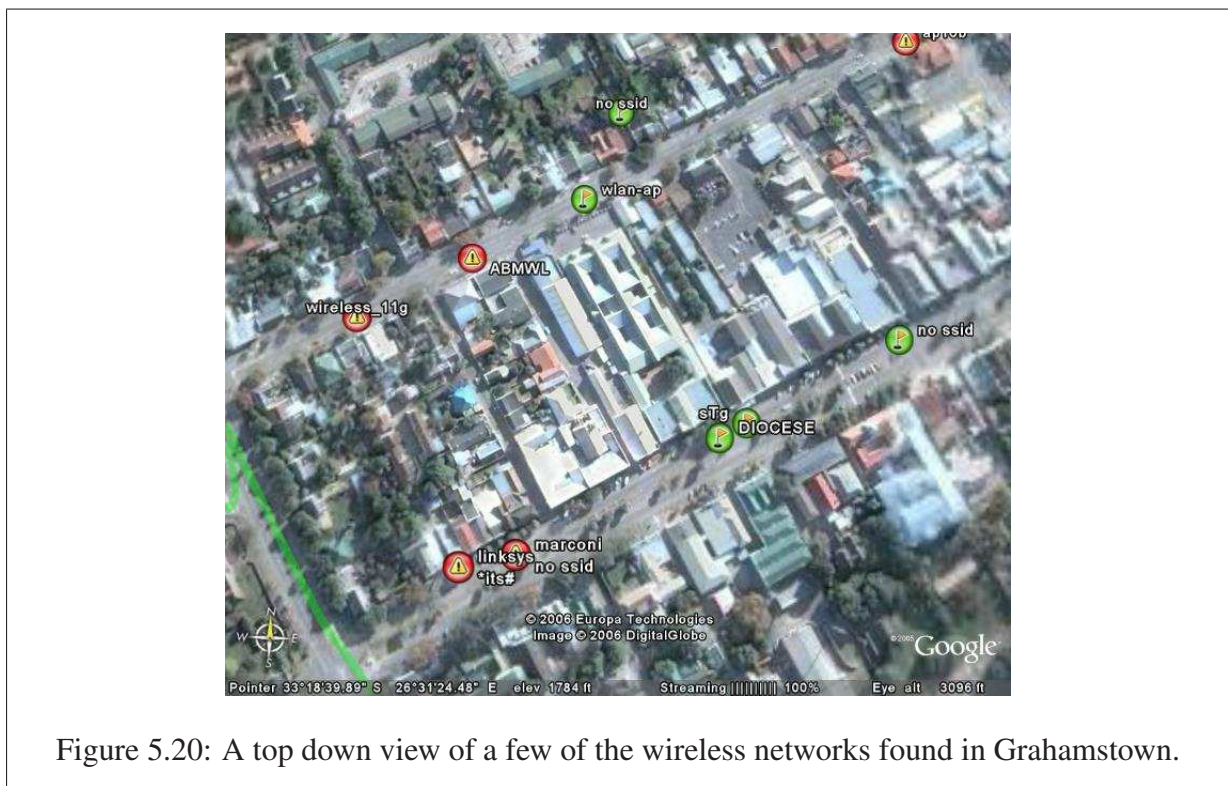 no ssid
wlan-ap
ABMWL
wireless_11g
no ssid
sTg
DIOCESE
marconi
linksys
no ssid
*its#
N
W E
S
© 2006 Europa Technologies
Image © 2006 DigitalGlobe
©2005 Google
Pointer 33°18'39.89" S 26°31'24.48" E elev 1784 ft Streaming |||||||||| 100% Eye alt 3096 ft
Figure 5.20: A top down view of a few of the wireless networks found in Grahamstown.